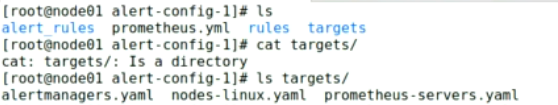 [root@node01 alert-config-1]# ls
alert_rules  prometheus.yml  rules  targets
[root@node01 alert-config-1]# cat targets/
cat: targets/: Is a directory
[root@node01 alert-config-1]# ls targets/
alertmanagers.yaml  nodes-linux.yaml  prometheus-servers.yaml